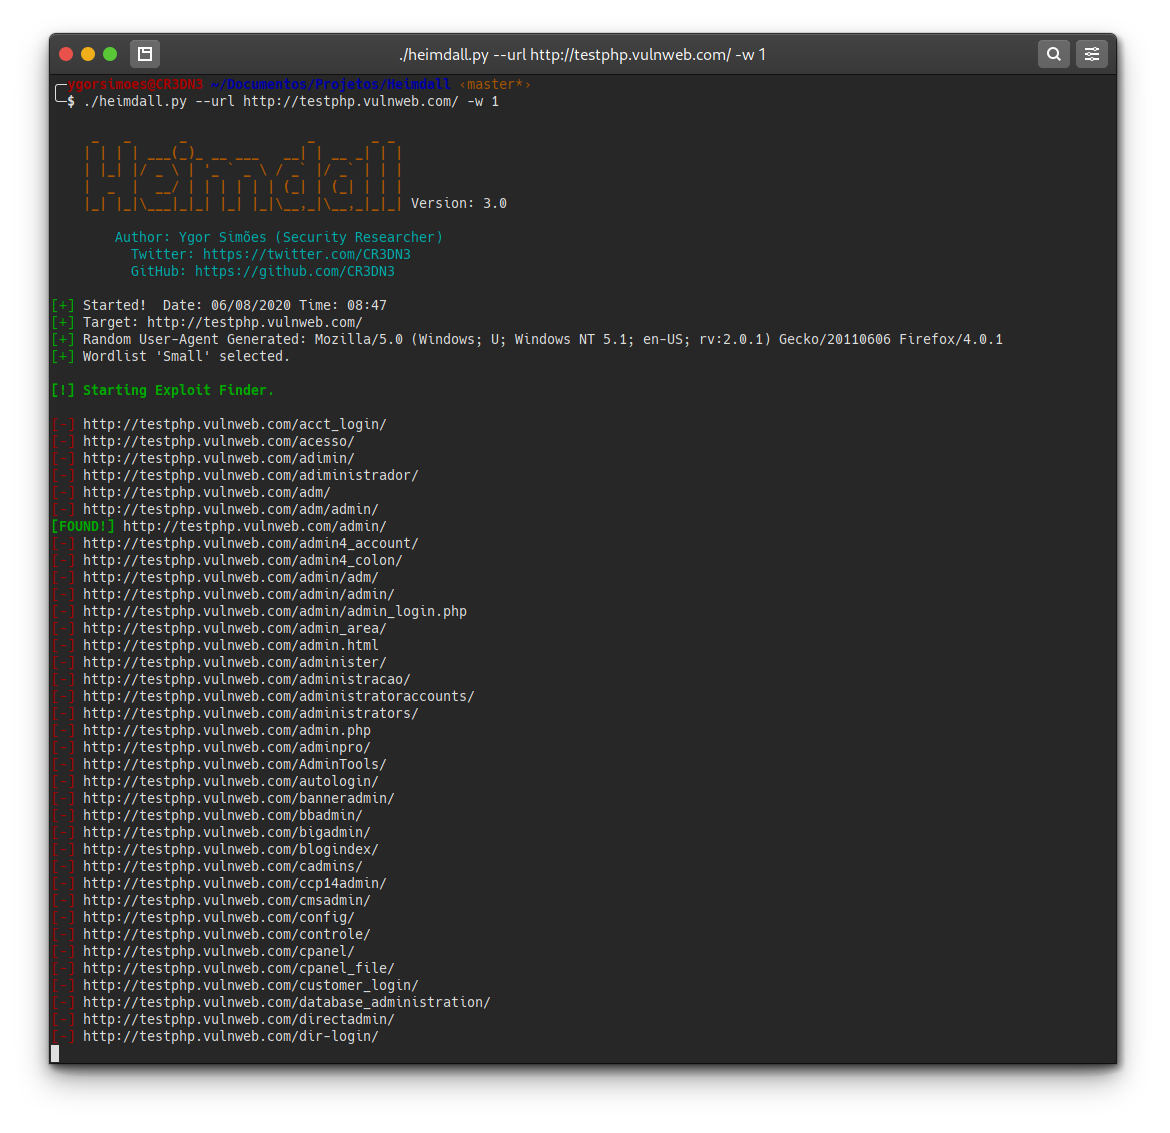 ./heimdall.py --url http://testphp.vulnweb.com/ -w 1
ygorsimoes@CR3DN3 ~/Documentos/Projetos/Heimdall ‹master*›
$ ./heimdall.py --url http://testphp.vulnweb.com/ -w 1
Heimdall Version: 3.0
Author: Ygor Simões (Security Researcher)
Twitter: https://twitter.com/CR3DN3
GitHub: https://github.com/CR3DN3
[+] Started!  Date: 06/08/2020 Time: 08:47
[+] Target: http://testphp.vulnweb.com/
[+] Random User-Agent Generated: Mozilla/5.0 (Windows; U; Windows NT 5.1; en-US; rv:2.0.1) Gecko/20110606 Firefox/4.0.1
[+] Wordlist 'Small' selected.
[!] Starting Exploit Finder.
[-] http://testphp.vulnweb.com/acct_login/
[-] http://testphp.vulnweb.com/acesso/
[-] http://testphp.vulnweb.com/adimin/
[-] http://testphp.vulnweb.com/adiministrador/
[-] http://testphp.vulnweb.com/adm/
[-] http://testphp.vulnweb.com/adm/admin/
[FOUND!] http://testphp.vulnweb.com/admin/
[-] http://testphp.vulnweb.com/admin4_account/
[-] http://testphp.vulnweb.com/admin4_colon/
[-] http://testphp.vulnweb.com/admin/adm/
[-] http://testphp.vulnweb.com/admin/admin/
[-] http://testphp.vulnweb.com/admin/admin_login.php
[-] http://testphp.vulnweb.com/admin_area/
[-] http://testphp.vulnweb.com/admin.html
[-] http://testphp.vulnweb.com/administer/
[-] http://testphp.vulnweb.com/administracao/
[-] http://testphp.vulnweb.com/administratoraccounts/
[-] http://testphp.vulnweb.com/administrators/
[-] http://testphp.vulnweb.com/admin.php
[-] http://testphp.vulnweb.com/adminpro/
[-] http://testphp.vulnweb.com/AdminTools/
[-] http://testphp.vulnweb.com/autologin/
[-] http://testphp.vulnweb.com/banneradmin/
[-] http://testphp.vulnweb.com/bbadmin/
[-] http://testphp.vulnweb.com/bigadmin/
[-] http://testphp.vulnweb.com/blogindex/
[-] http://testphp.vulnweb.com/cadmins/
[-] http://testphp.vulnweb.com/ccp14admin/
[-] http://testphp.vulnweb.com/cmsadmin/
[-] http://testphp.vulnweb.com/config/
[-] http://testphp.vulnweb.com/controle/
[-] http://testphp.vulnweb.com/cpanel/
[-] http://testphp.vulnweb.com/cpanel_file/
[-] http://testphp.vulnweb.com/customer_login/
[-] http://testphp.vulnweb.com/database_administration/
[-] http://testphp.vulnweb.com/directadmin/
[-] http://testphp.vulnweb.com/dir-login/